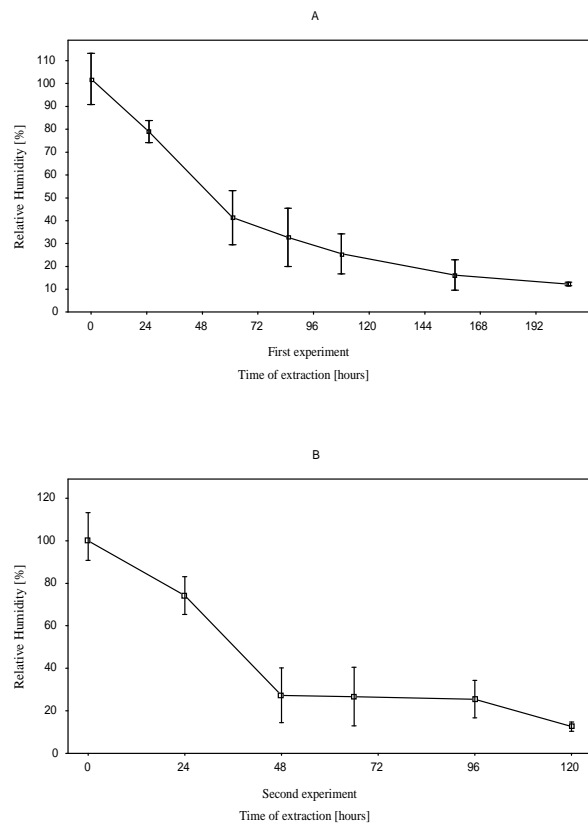 A
Relative Humidity [%]
110
100
90
80
70
60
50
40
30
20
10
0
0 24 48 72 96 120 144 168 192
First experiment
Time of extraction [hours]
B
Relative Humidity [%]
120
100
80
60
40
20
0
0 24 48 72 96 120
Second experiment
Time of extraction [hours]